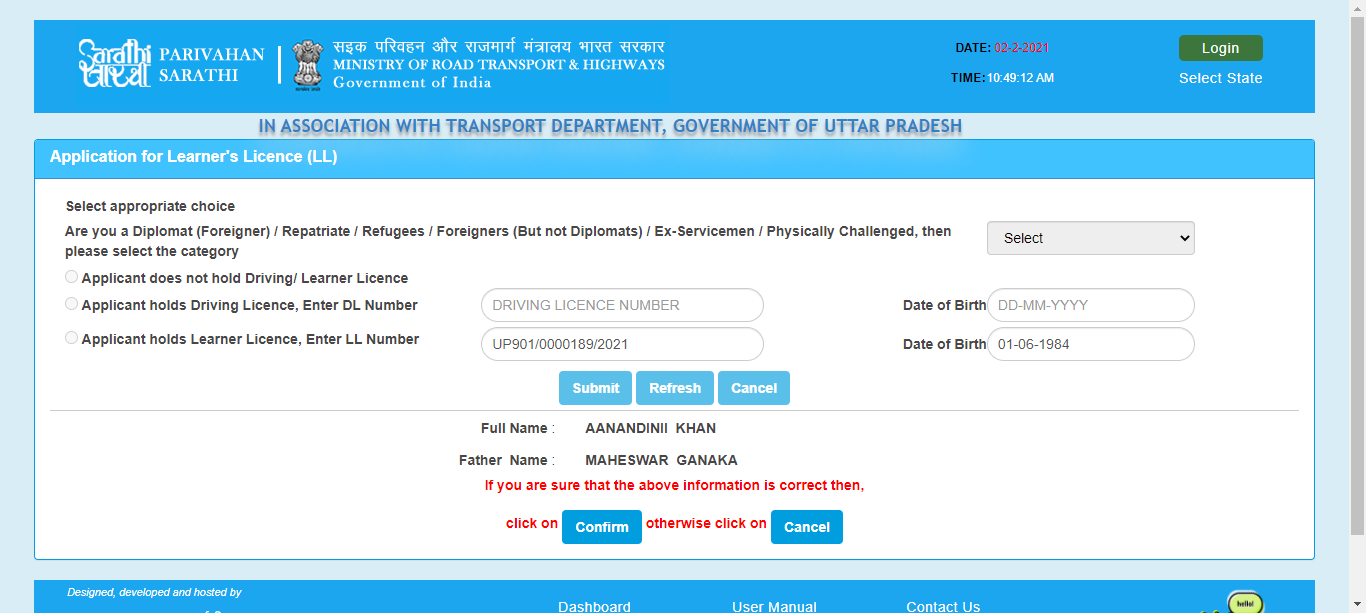 Sarathi
सारथी
PARIVAHAN
SARATHI
सड़क परिवहन और राजमार्ग मंत्रालय भारत सरकार
MINISTRY OF ROAD TRANSPORT & HIGHWAYS
Government of India
DATE: 02-2-2021
TIME: 10:49:12 AM
Login
Select State
IN ASSOCIATION WITH TRANSPORT DEPARTMENT, GOVERNMENT OF UTTAR PRADESH
Application for Learner's Licence (LL)
Select appropriate choice
Are you a Diplomat (Foreigner) / Repatriate / Refugees / Foreigners (But not Diplomats) / Ex-Servicemen / Physically Challenged, then
please select the category
Select
Applicant does not hold Driving/ Learner Licence
Applicant holds Driving Licence, Enter DL Number DRIVING LICENCE NUMBER Date of Birth DD-MM-YYYY
Applicant holds Learner Licence, Enter LL Number UP901/0000189/2021 Date of Birth 01-06-1984
Submit Refresh Cancel
Full Name : AANANDINII KHAN
Father Name : MAHESWAR GANAKA
If you are sure that the above information is correct then,
click on Confirm otherwise click on Cancel
Designed, developed and hosted by
Dashboard User Manual Contact Us
hello!